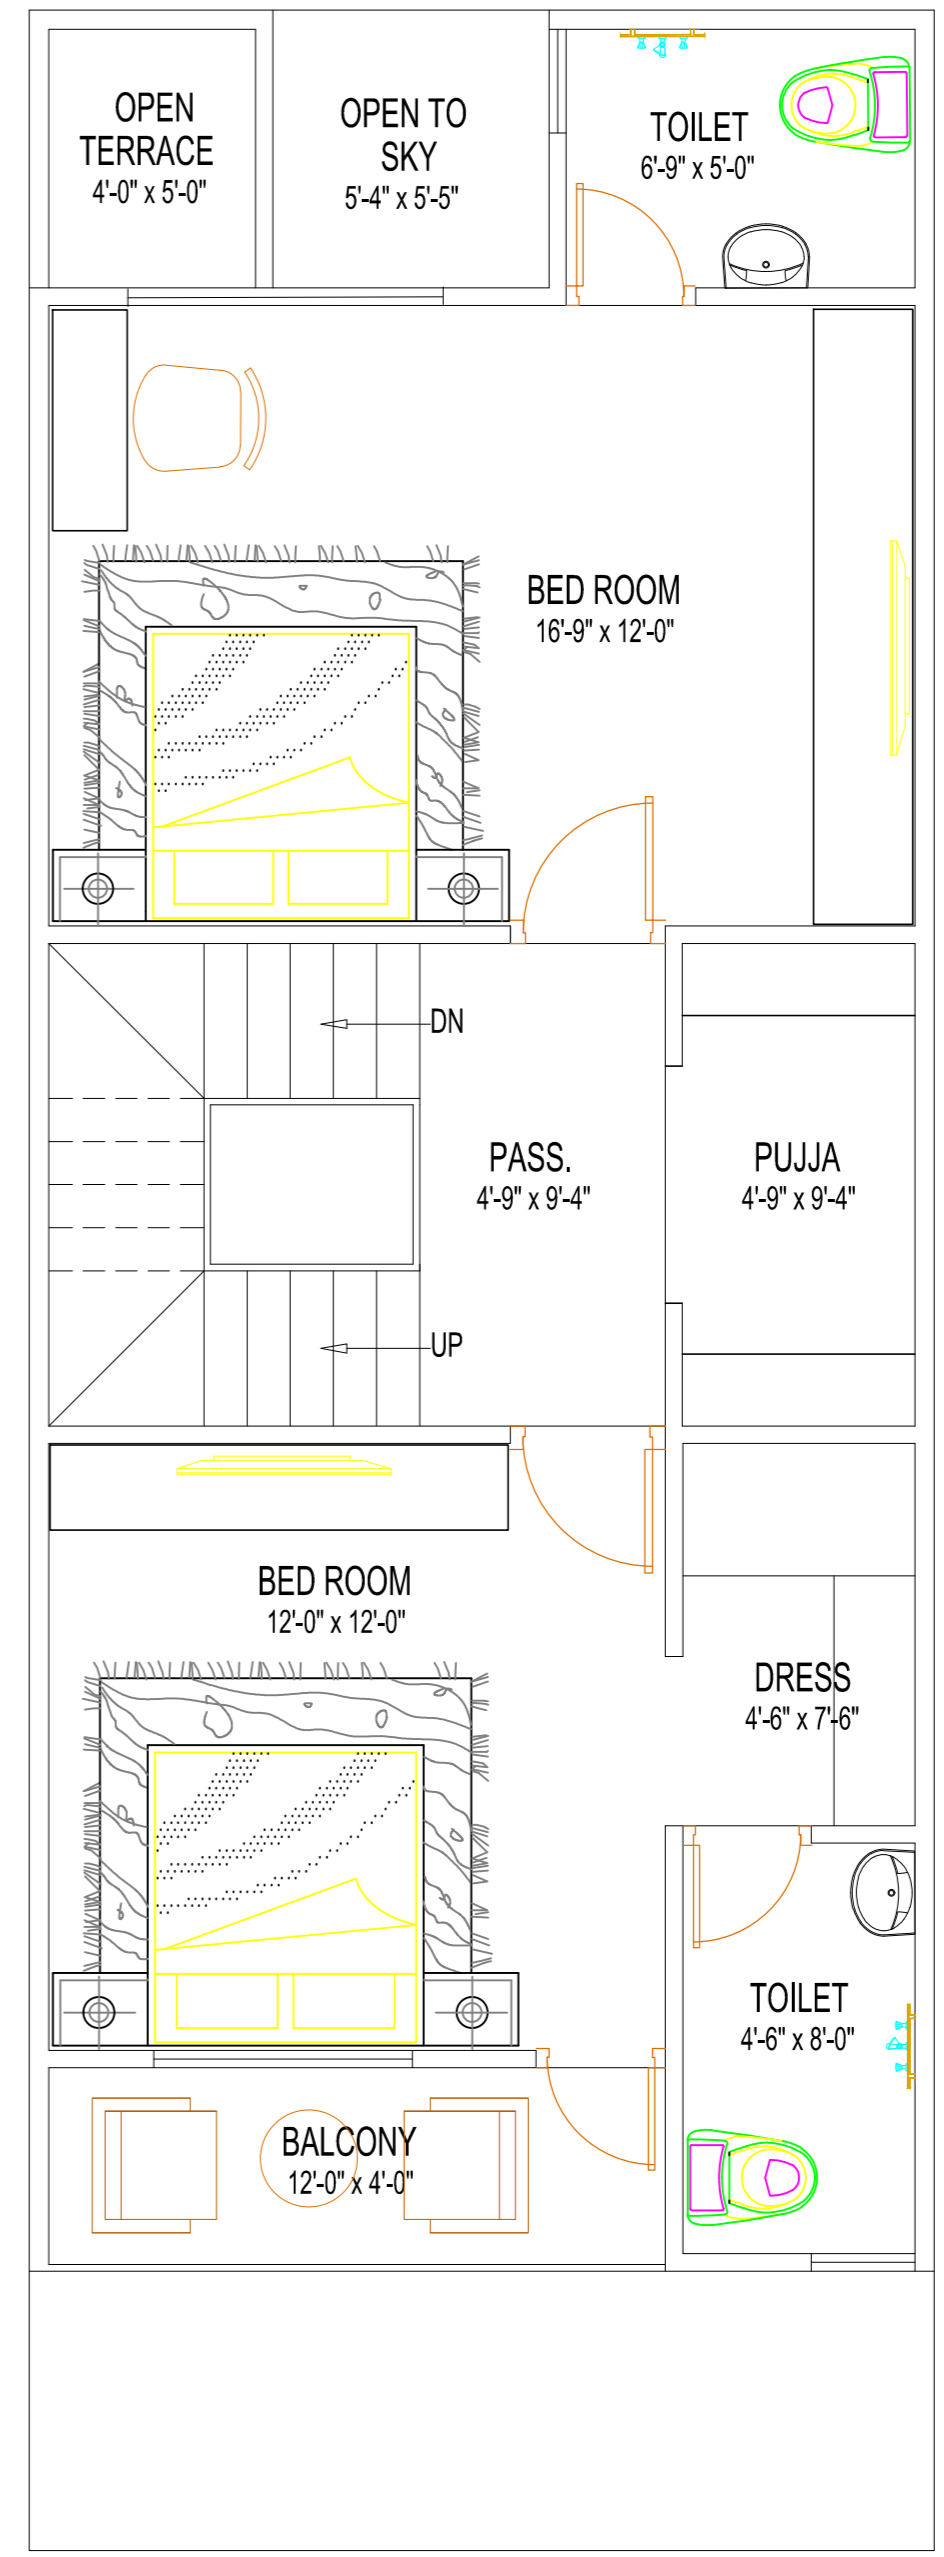 OPEN
TERRACE
4'-0" x 5'-0"
OPEN TO
SKY
5'-4" x 5'-5"
TOILET
6'-9" x 5'-0"
BED ROOM
16'-9" x 12'-0"
DN
PASS.
4'-9" x 9'-4"
PUJJA
4'-9" x 9'-4"
UP
BED ROOM
12'-0" x 12'-0"
DRESS
4'-6" x 7'-6"
TOILET
4'-6" x 8'-0"
BALCONY
12'-0" x 4'-0"